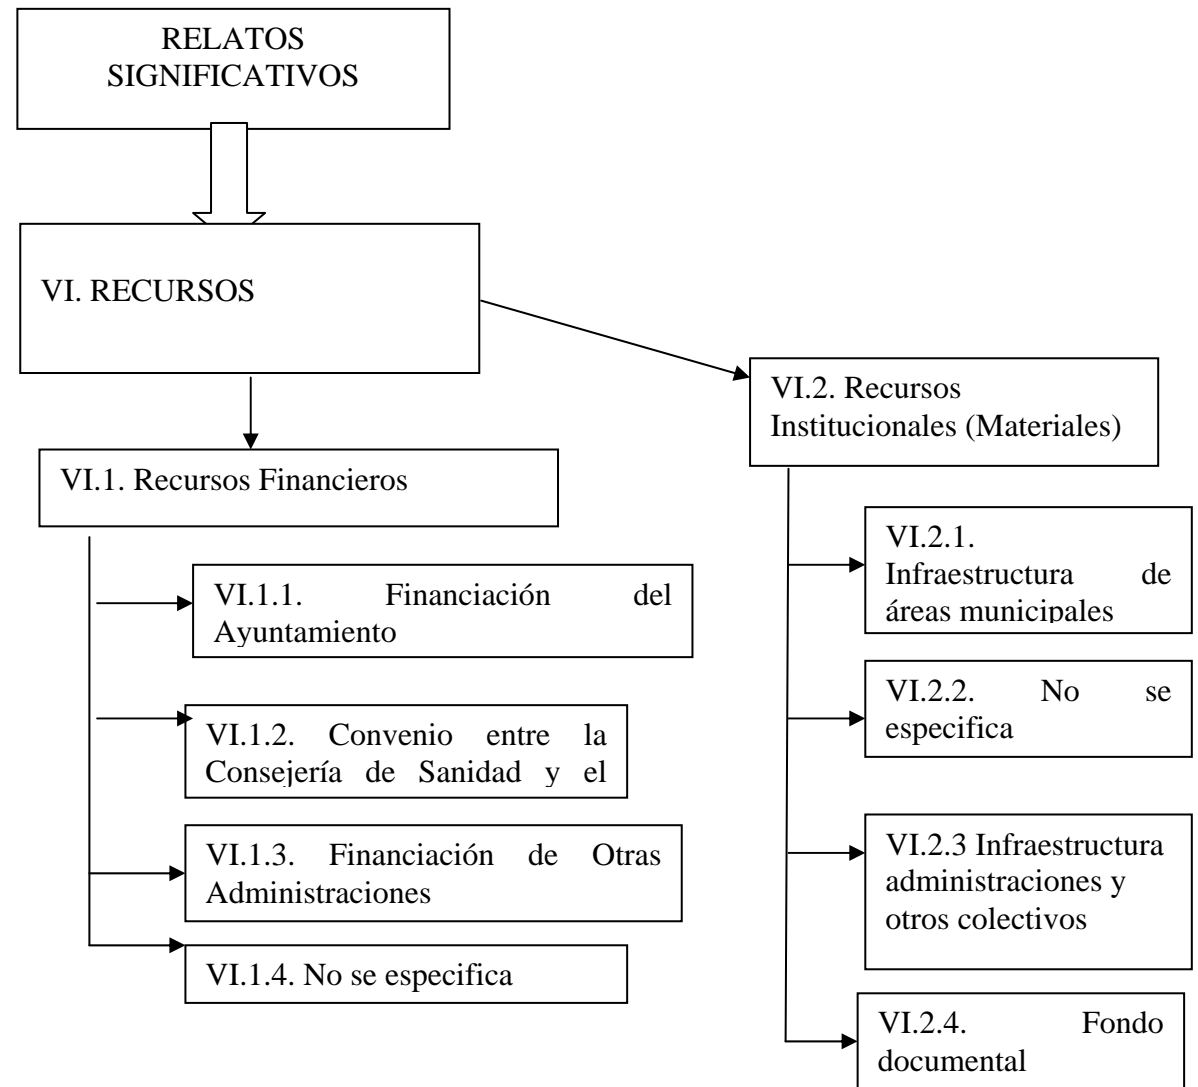 RELATOS
SIGNIFICATIVOS
VI. RECURSOS
VI.1. Recursos Financieros
VI.1.1. Financiación del
Ayuntamiento
VI.1.2. Convenio entre la
Consejería de Sanidad y el
VI.1.3. Financiación de Otras
Administraciones
VI.1.4. No se especifica
VI.2. Recursos
Institucionales (Materiales)
VI.2.1.
Infraestructura de
áreas municipales
VI.2.2. No se
especifica
VI.2.3 Infraestructura
administraciones y
otros colectivos
VI.2.4. Fondo
documental